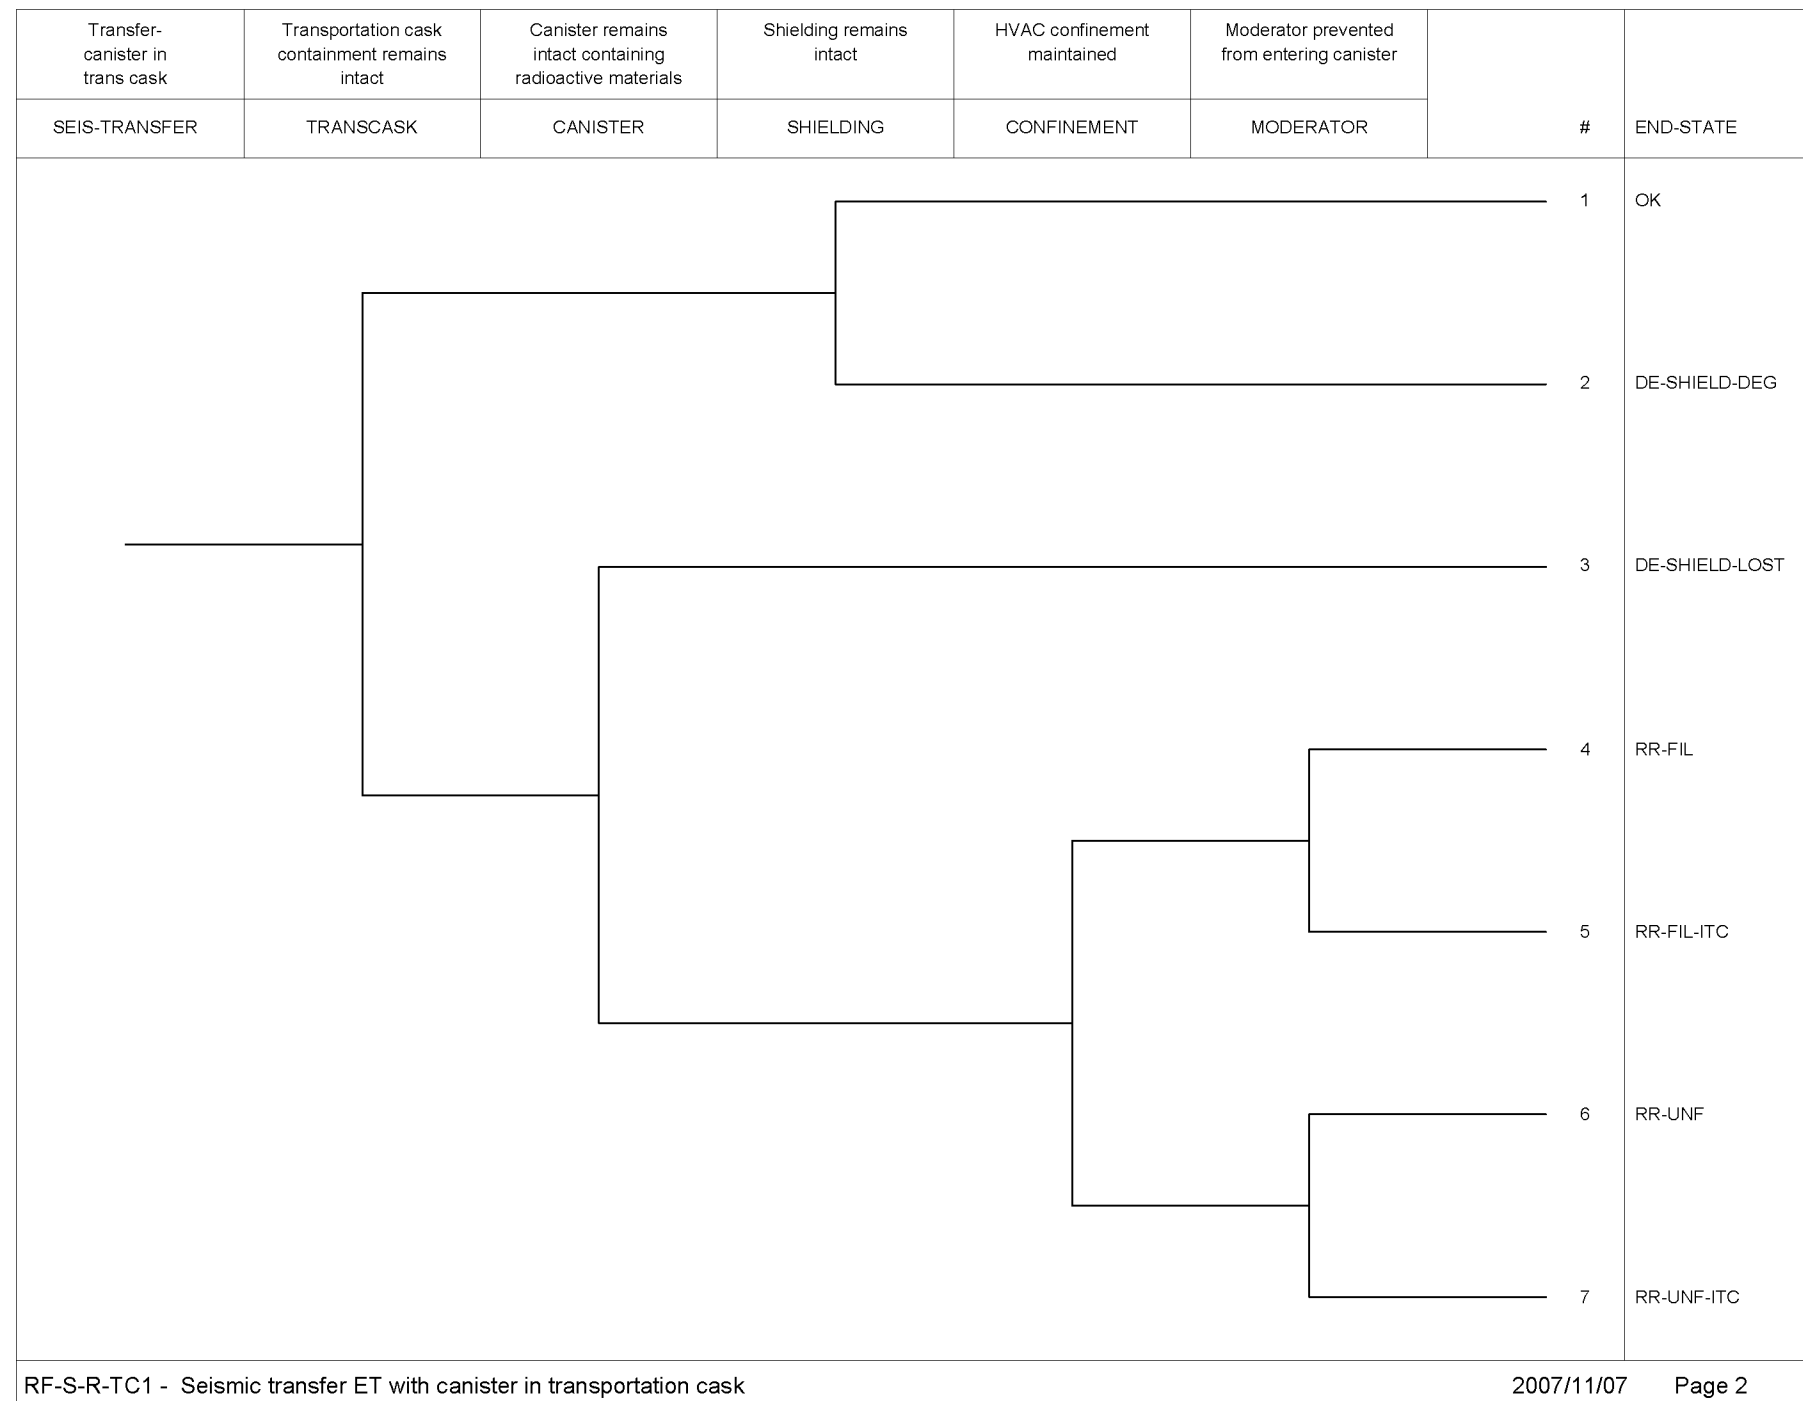 Transfer-
canister in
trans cask
Transportation cask
containment remains
intact
Canister remains
intact containing
radioactive materials
Shielding remains
intact
HVAC confinement
maintained
Moderator prevented
from entering canister
SEIS-TRANSFER
TRANSCASK
CANISTER
SHIELDING
CONFINEMENT
MODERATOR
#
END-STATE
1 OK
2 DE-SHIELD-DEG
3 DE-SHIELD-LOST
4 RR-FIL
5 RR-FIL-ITC
6 RR-UNF
7 RR-UNF-ITC
RF-S-R-TC1 - Seismic transfer ET with canister in transportation cask
2007/11/07 Page 2